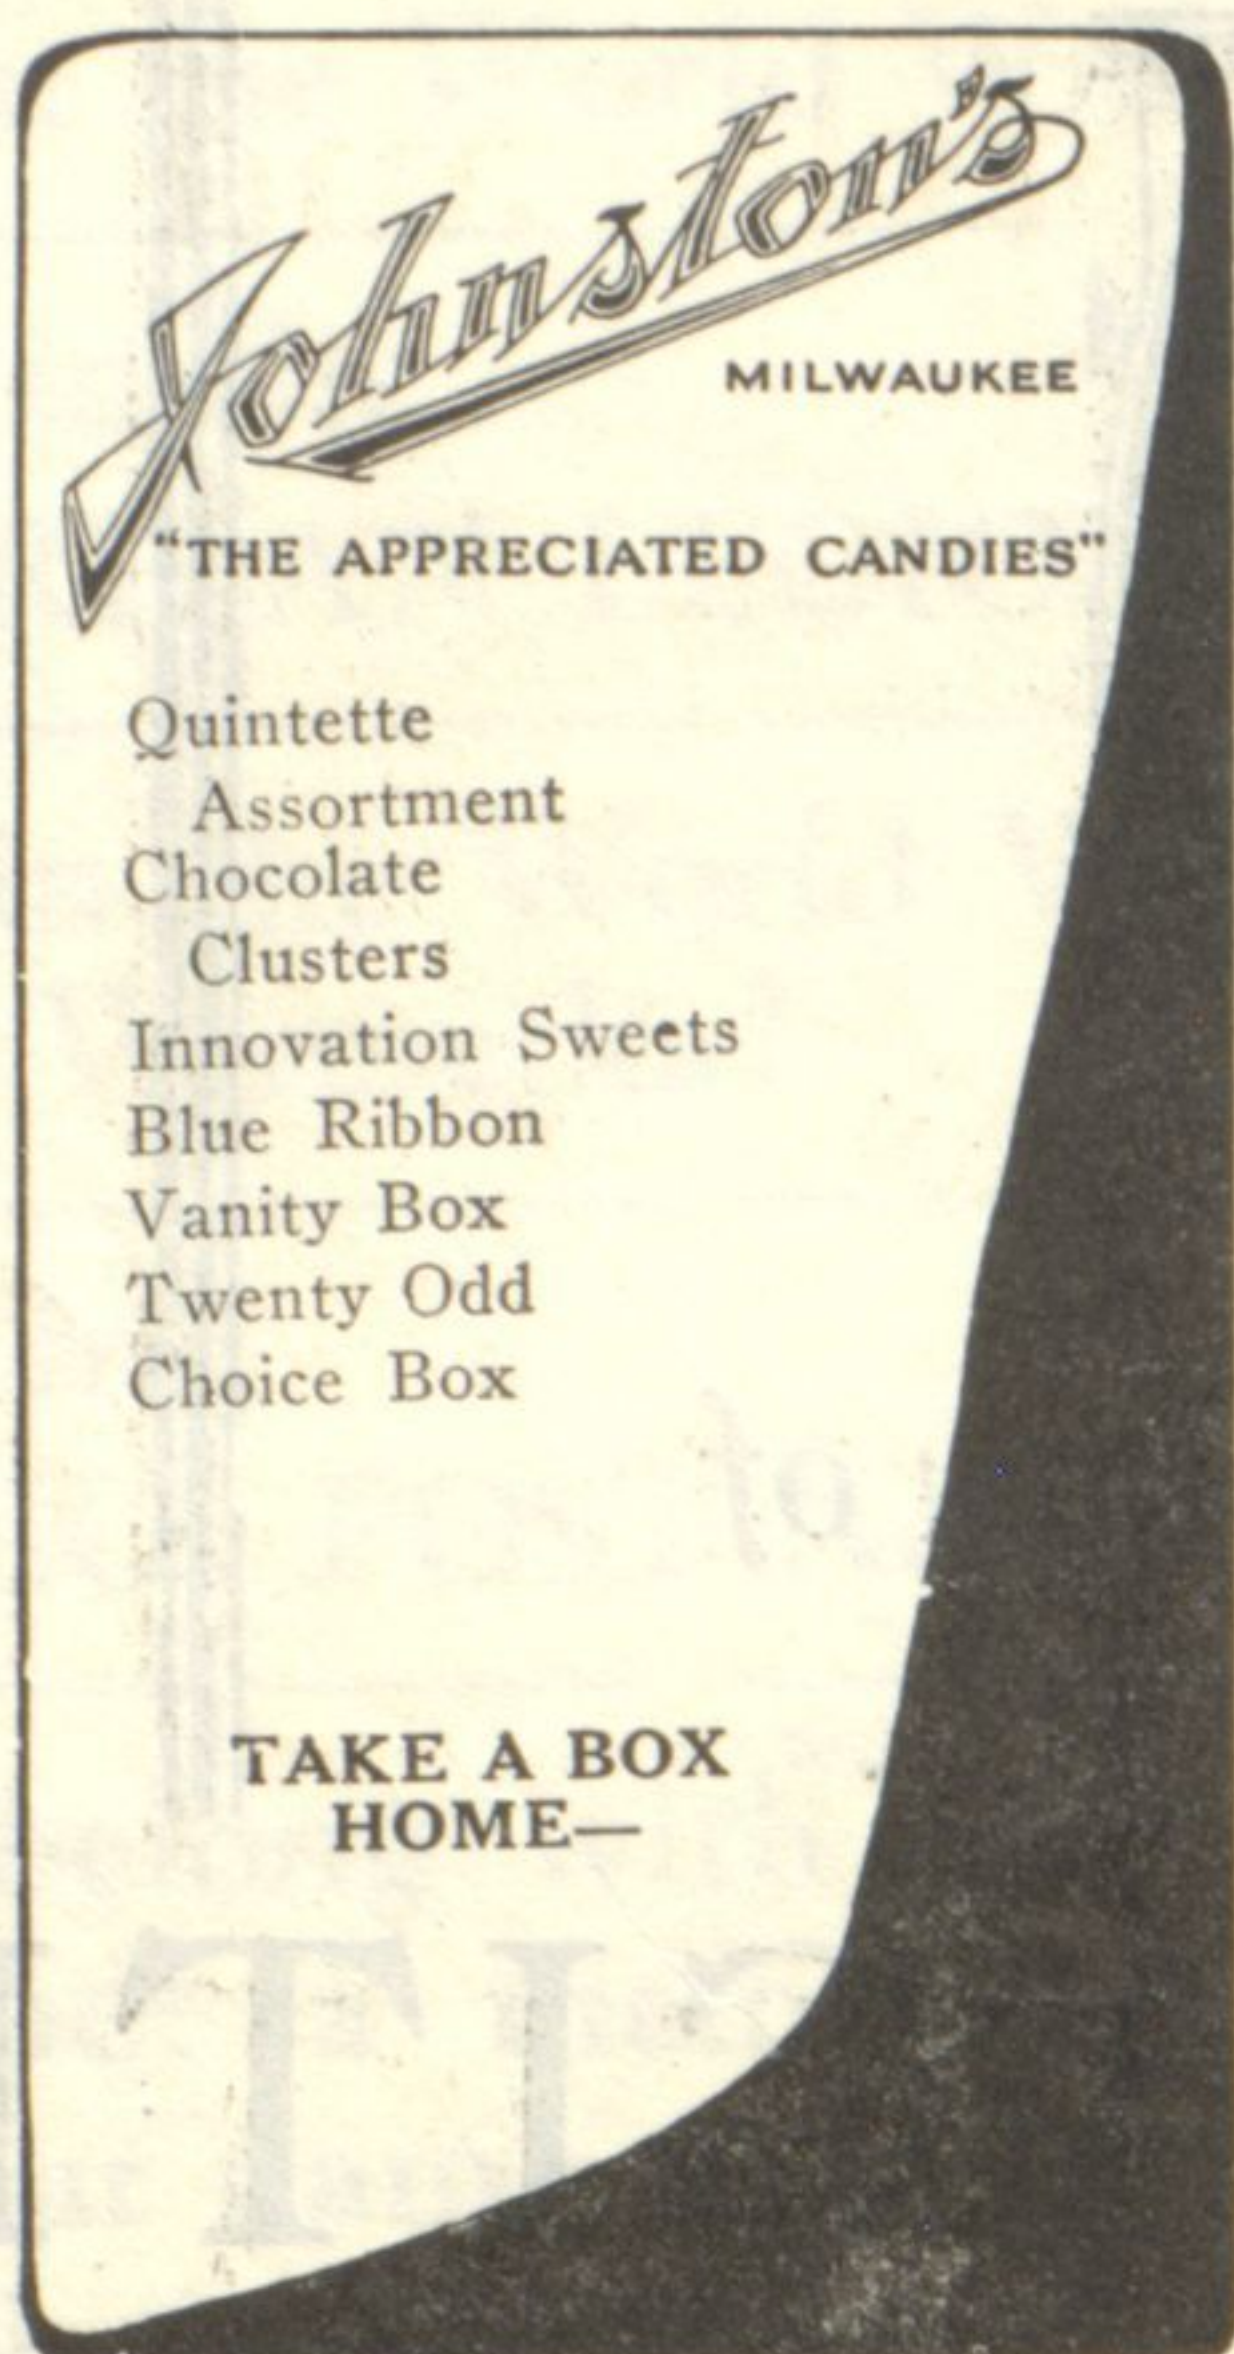 Johnston's
MILWAUKEE
"THE APPRECIATED CANDIES"
Quintette
Assortment
Chocolate
Clusters
Innovation Sweets
Blue Ribbon
Vanity Box
Twenty Odd
Choice Box
TAKE A BOX
HOME—